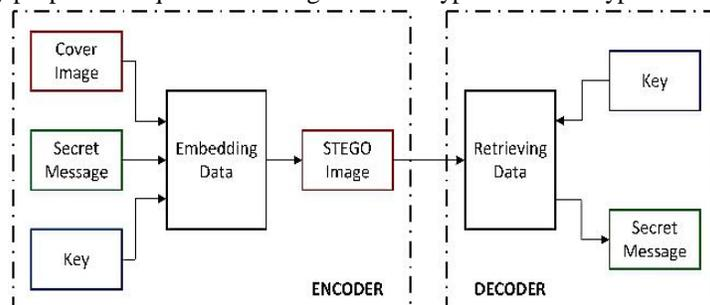 Cover
Image
Secret
Message
Key
Embedding
Data
STEGO
Image
ENCODER
Retrieving
Data
Key
Secret
Message
DECODER